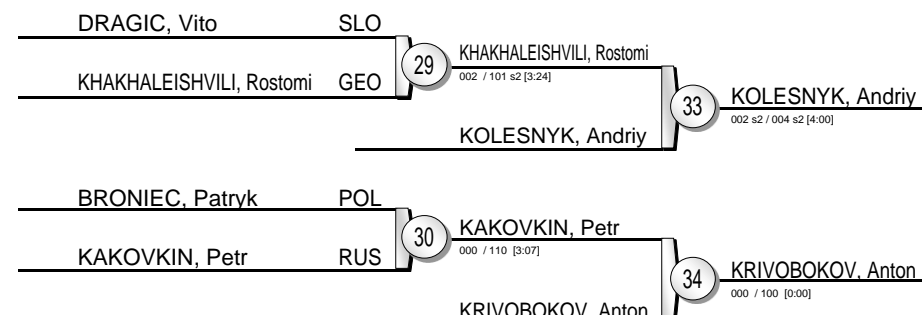 DRAGIC, Vito SLO
29
KHAKHALEISHVILI, Rostomi
002 / 101 s2 [3:24]
KHAKHALEISHVILI, Rostomi GEO
33
KOLESNYK, Andriy
002 s2 / 004 s2 [4:00]
KOLESNYK, Andriy
BRONIEC, Patryk POL
30
KAKOVKIN, Petr
000 / 110 [3:07]
KAKOVKIN, Petr RUS
34
KRIVOBOKOV, Anton
000 / 100 [0:00]
KRIVOBOKOV, Anton